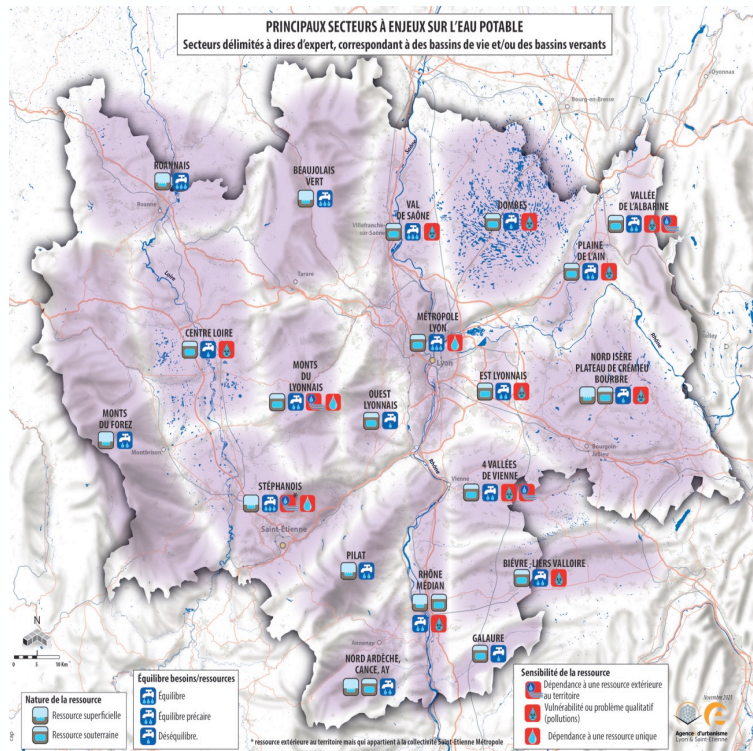 PRINCIPAUX SECTEURS À ENJEUX SUR L'EAU POTABLE
Secteurs délimités à dires d'expert, correspondant à des bassins de vie et/ou des bassins versants
Oyonnax
Bourg-en-Bresse
Saône
ROANNAIS
Roanne
BEAUJOLAIS
VERT
VAL
DE SAÔNE
Villefranche-
sur-Saône
DOMBES
VALLÉE
DE L'ALBARINE
PLAINE
DE L'AIN
Loire
Tarare
CENTRE LOIRE
MÉTROPOLE
LYON
Lyon
Rhône
Belley
MONTS
DU
LYONNAIS
OUEST
LYONNAIS
EST LYONNAIS
NORD ISÈRE
PLATEAU DE CRÉMIEU
BOURBRE
MONTS
DU FOREZ
Montbrison
Bourgoin-
Jallieu
Rhône
Vienne
4 VALLÉES
DE VIENNE
STÉPHANOIS
*
Saint-Étienne
PILAT
RHÔNE
MÉDIAN
BIÈVRE -LIERS VALLOIRE
Annonay
NORD ARDÈCHE,
CANCE, AY
GALAURE
N
0 5 10 Km
Nature de la ressource
Ressource superficielle
Ressource souterraine
Équilibre besoins/ressources
Équilibre
Équilibre précaire
Déséquilibre.
Sensibilité de la ressource
Dépendance à une ressource extérieure
au territoire
Vulnérabilité ou problème qualitatif
(pollutions)
Dépendance à une ressource unique
* ressource extérieure au territoire mais qui appartient à la collectivité Saint-Etienne Métropole
Novembre 2021
Agence d'urbanisme
Lyon & Saint-Etienne